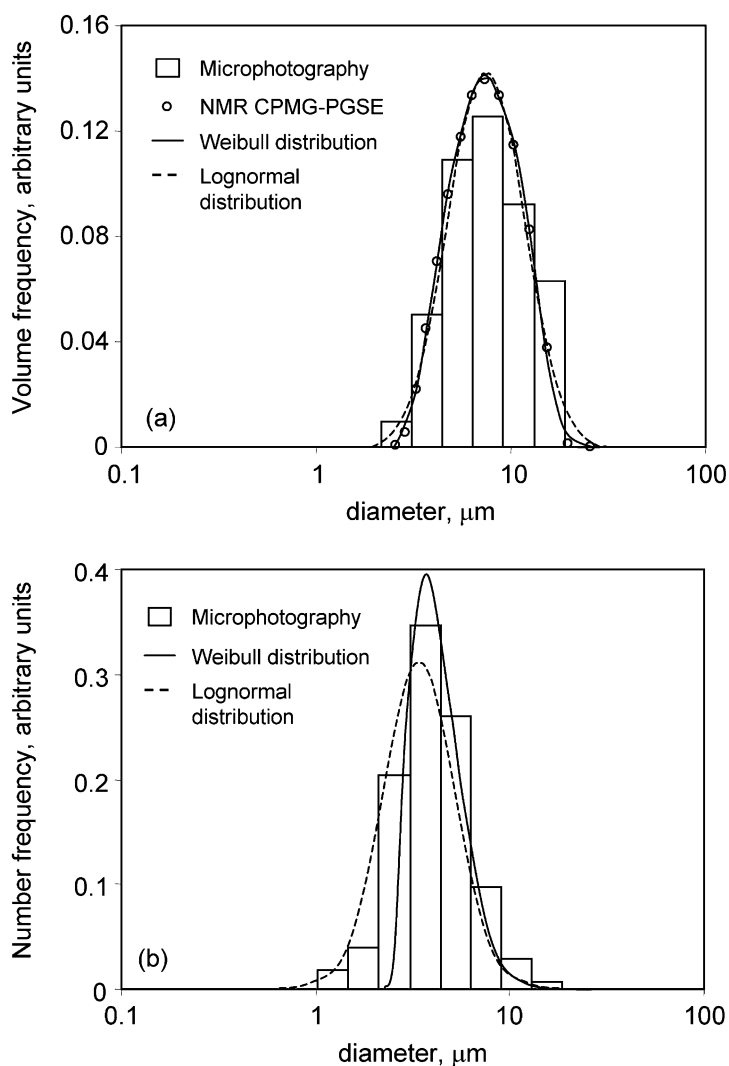 0.16
0.12
0.08
0.04
0
Volume frequency, arbitrary units
Microphotography
NMR CPMG-PGSE
Weibull distribution
Lognormal
distribution
(a)
0.1
1
10
100
diameter, μm
0.4
0.3
0.2
0.1
0
Number frequency, arbitrary units
Microphotography
Weibull distribution
Lognormal
distribution
(b)
0.1
1
10
100
diameter, μm